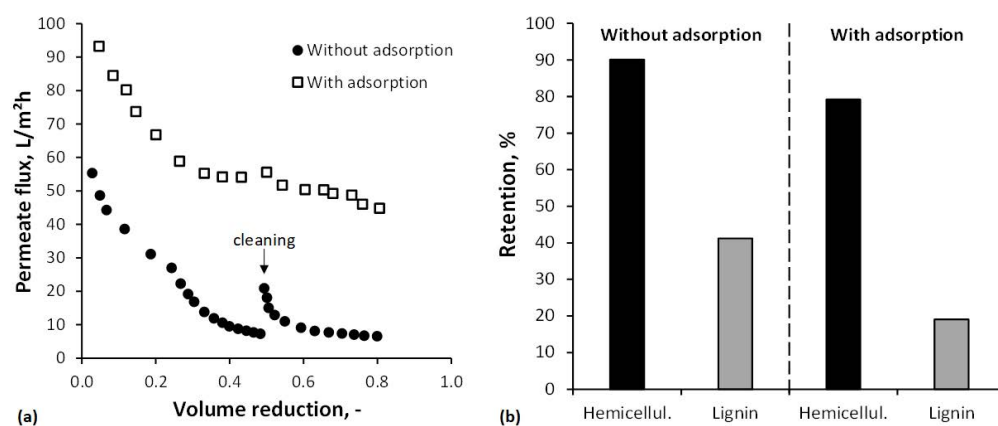 100
90
80
70
60
50
40
30
20
10
0
Permeate flux, L/m²h
Without adsorption
With adsorption
cleaning
0.0 0.2 0.4 0.6 0.8 1.0
Volume reduction, -
(a)
100
90
80
70
60
50
40
30
20
10
0
Retention, %
Without adsorption
With adsorption
Hemicellul. Lignin Hemicellul. Lignin
(b)